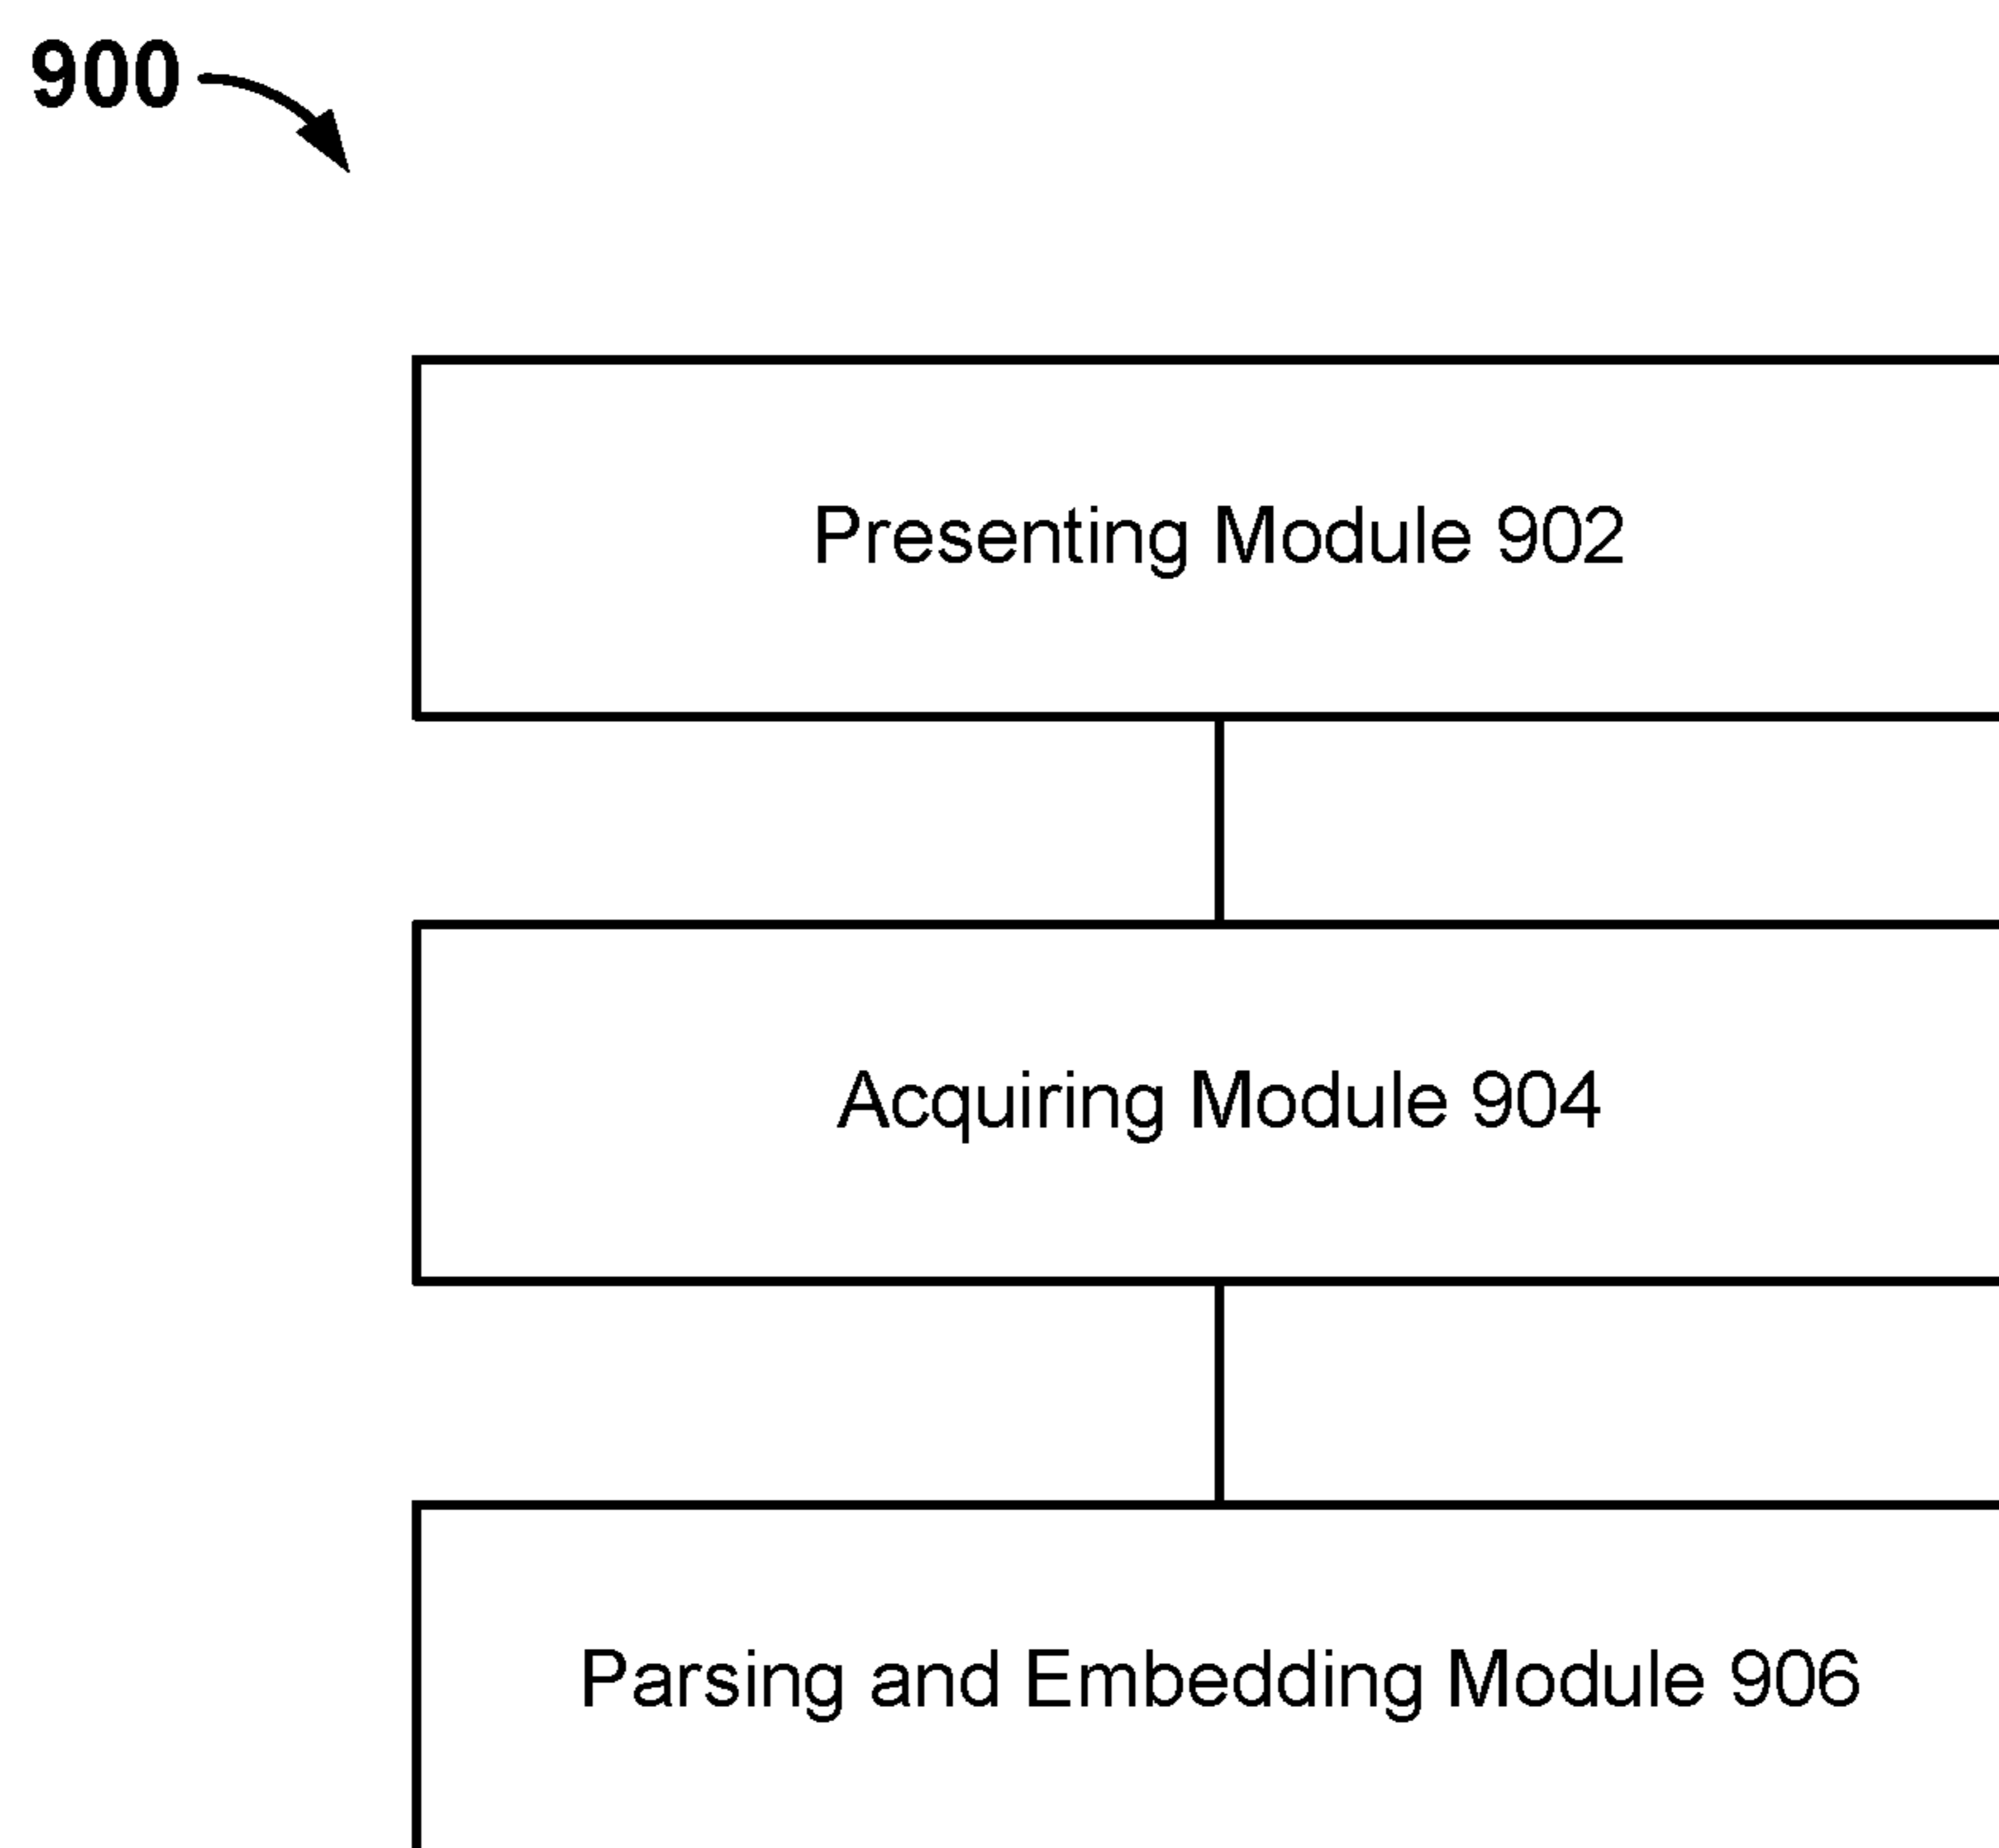 900
Presenting Module 902
Acquiring Module 904
Parsing and Embedding Module 906